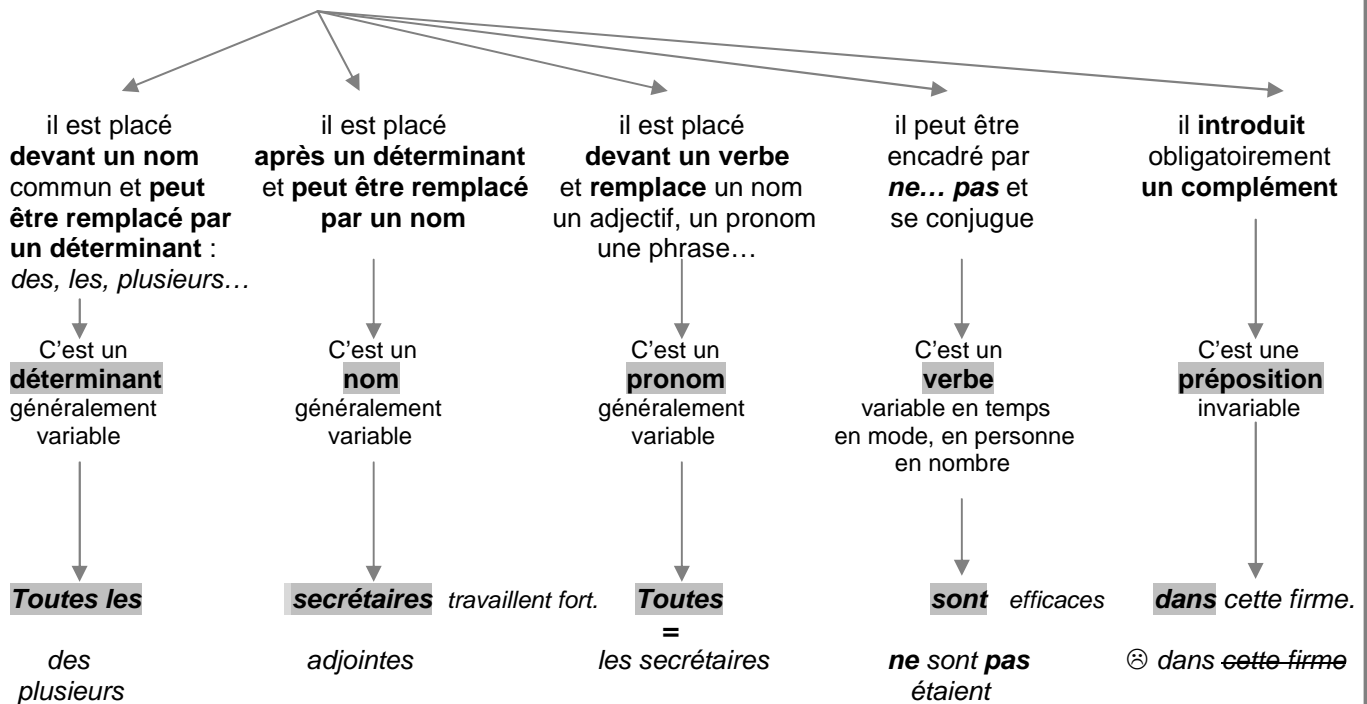 il est placé
devant un nom
commun et peut
être remplacé par
un déterminant :
des, les, plusieurs…
il est placé
après un déterminant
et peut être remplacé
par un nom
il est placé
devant un verbe
et remplace un nom
un adjectif, un pronom
une phrase…
il peut être
encadré par
ne… pas et
se conjugue
il introduit
obligatoirement
un complément
C’est un
déterminant
généralement
variable
C’est un
nom
généralement
variable
C’est un
pronom
généralement
variable
C’est un
verbe
variable en temps
en mode, en personne
en nombre
C’est une
préposition
invariable
Toutes les secrétaires travaillent fort. Toutes sont efficaces dans cette firme.
=
des adjointes les secrétaires ne sont pas ☹ dans cette firme
plusieurs étaient